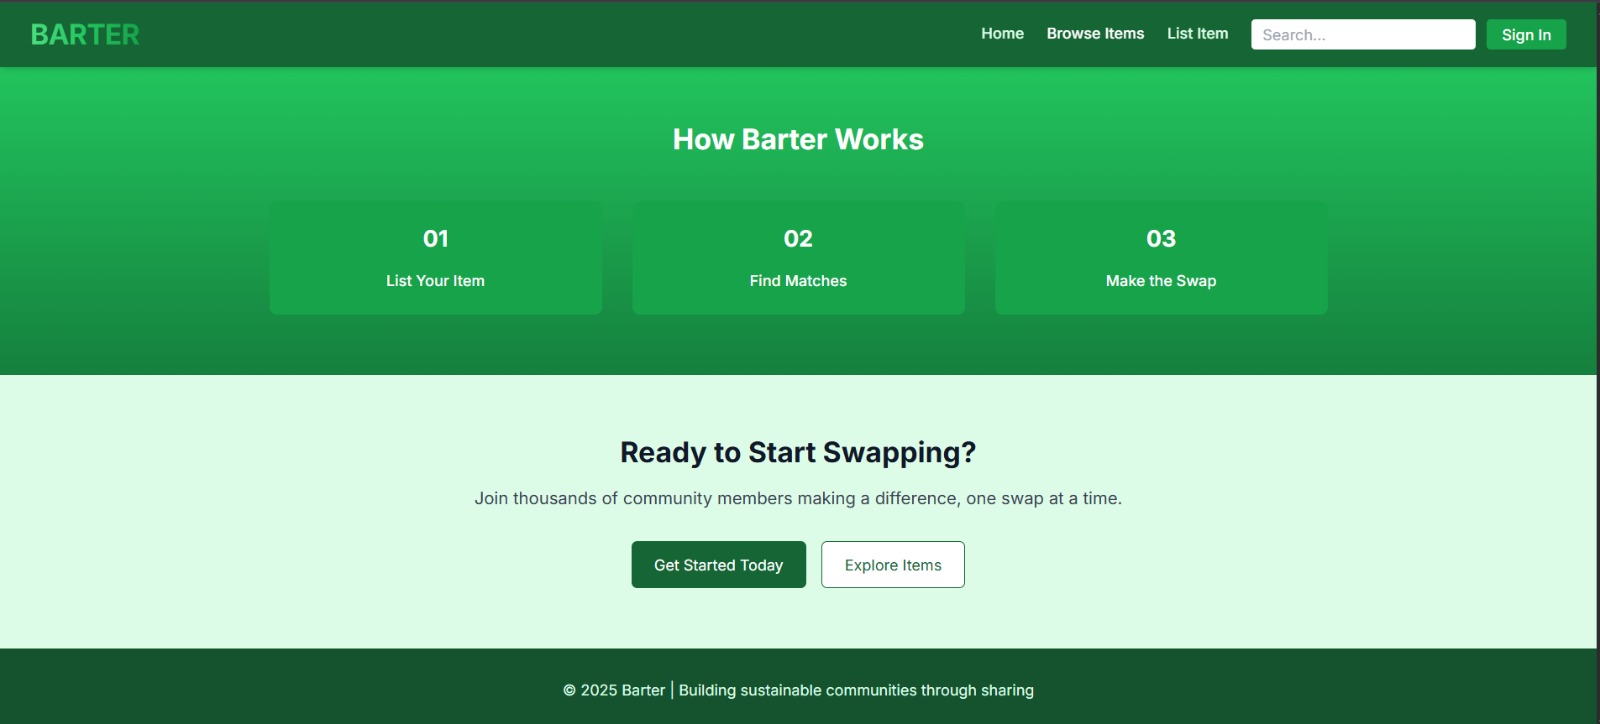 BARTER
Home Browse Items List Item Search... Sign In
How Barter Works
01 02 03
List Your Item Find Matches Make the Swap
Ready to Start Swapping?
Join thousands of community members making a difference, one swap at a time.
Get Started Today Explore Items
© 2025 Barter | Building sustainable communities through sharing